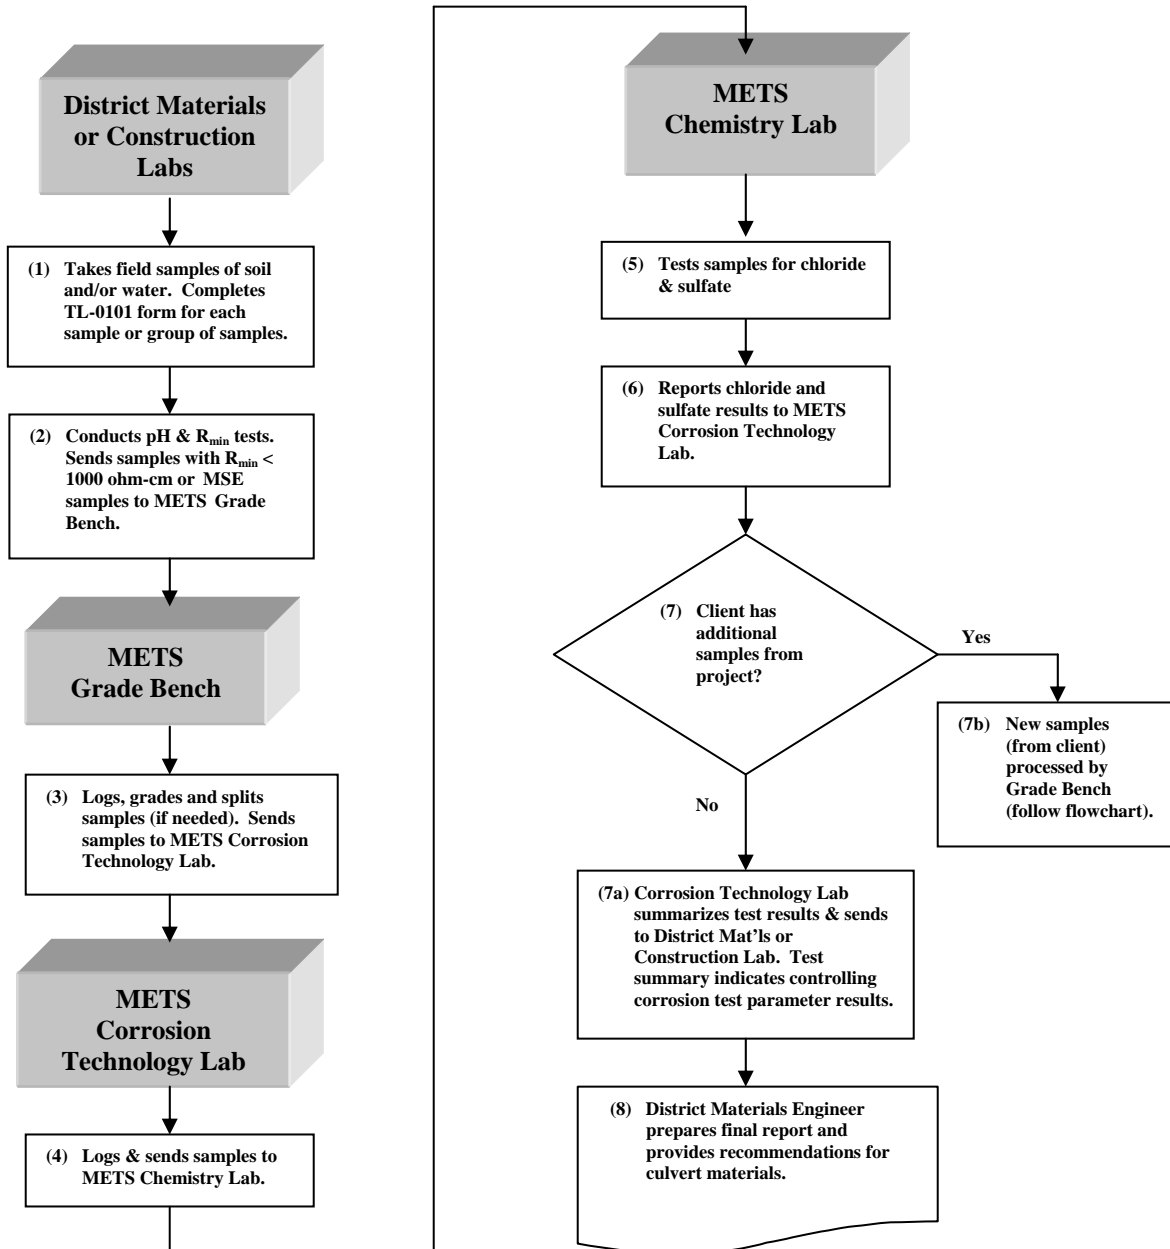 District Materials
or Construction
Labs
(1) Takes field samples of soil
and/or water. Completes
TL-0101 form for each
sample or group of samples.
(2) Conducts pH & Rmin tests.
Sends samples with Rmin <
1000 ohm-cm or MSE
samples to METS Grade
Bench.
METS
Grade Bench
(3) Logs, grades and splits
samples (if needed). Sends
samples to METS Corrosion
Technology Lab.
METS
Corrosion
Technology Lab
(4) Logs & sends samples to
METS Chemistry Lab.
METS
Chemistry Lab
(5) Tests samples for chloride
& sulfate
(6) Reports chloride and
sulfate results to METS
Corrosion Technology
Lab.
(7) Client has
additional
samples from
project?
Yes
(7b) New samples
(from client)
processed by
Grade Bench
(follow flowchart).
No
(7a) Corrosion Technology Lab
summarizes test results & sends
to District Mat’ls or
Construction Lab. Test
summary indicates controlling
corrosion test parameter results.
(8) District Materials Engineer
prepares final report and
provides recommendations for
culvert materials.